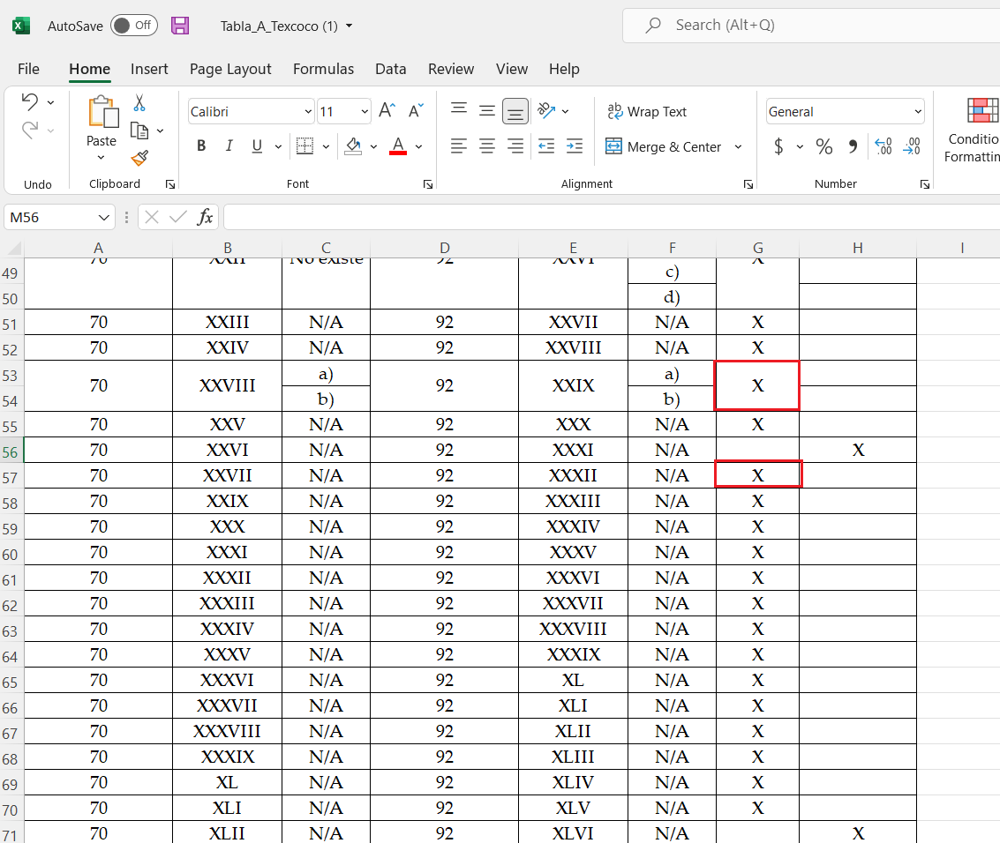 AutoSave Off Tabla_A_Texcoco (1) Search (Alt+Q)
File Home Insert Page Layout Formulas Data Review View Help
Calibri 11 A A ab Wrap Text General
Paste B I U A Merge & Center $ % , .00 .00 Conditio
Formattin
Undo Clipboard Font Alignment Number
M56 fx
A B C D E F G H I
70 XXII No existe 92 XXVI X
49 c)
50 d)
51 70 XXIII N/A 92 XXVII N/A X
52 70 XXIV N/A 92 XXVIII N/A X
53 a) a)
70 XXVIII 92 XXIX X
54 b) b)
55 70 XXV N/A 92 XXX N/A X
56 70 XXVI N/A 92 XXXI N/A X
57 70 XXVII N/A 92 XXXII N/A X
58 70 XXIX N/A 92 XXXIII N/A X
59 70 XXX N/A 92 XXXIV N/A X
60 70 XXXI N/A 92 XXXV N/A X
61 70 XXXII N/A 92 XXXVI N/A X
62 70 XXXIII N/A 92 XXXVII N/A X
63 70 XXXIV N/A 92 XXXVIII N/A X
64 70 XXXV N/A 92 XXXIX N/A X
65 70 XXXVI N/A 92 XL N/A X
66 70 XXXVII N/A 92 XLI N/A X
67 70 XXXVIII N/A 92 XLII N/A X
68 70 XXXIX N/A 92 XLIII N/A X
69 70 XL N/A 92 XLIV N/A X
70 70 XLI N/A 92 XLV N/A X
71 70 XLII N/A 92 XLVI N/A X